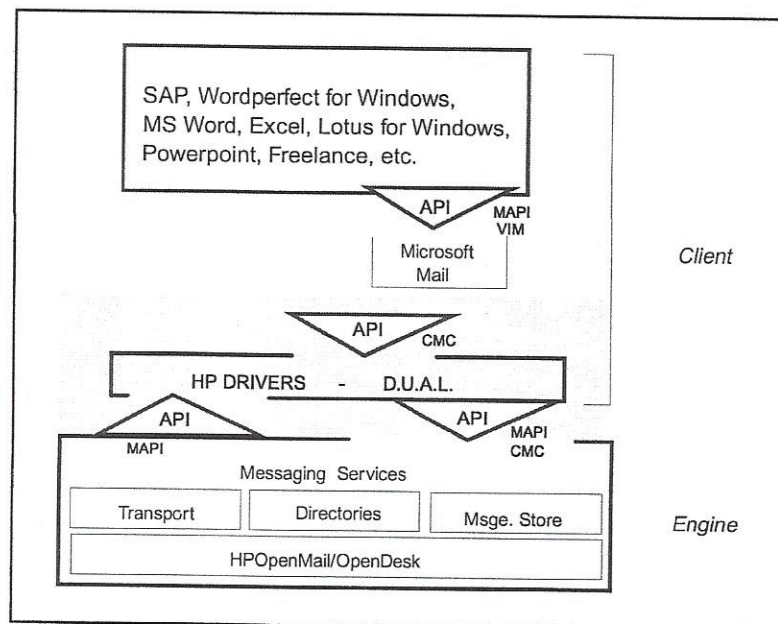 SAP, Wordperfect for Windows,
MS Word, Excel, Lotus for Windows,
Powerpoint, Freelance, etc.
API
MAPI
VIM
Microsoft
Mail
Client
API
CMC
HP DRIVERS - D.U.A.L.
API
MAPI
API
MAPI
CMC
Messaging Services
Transport
Directories
Msge. Store
Engine
HPOpenMail/OpenDesk